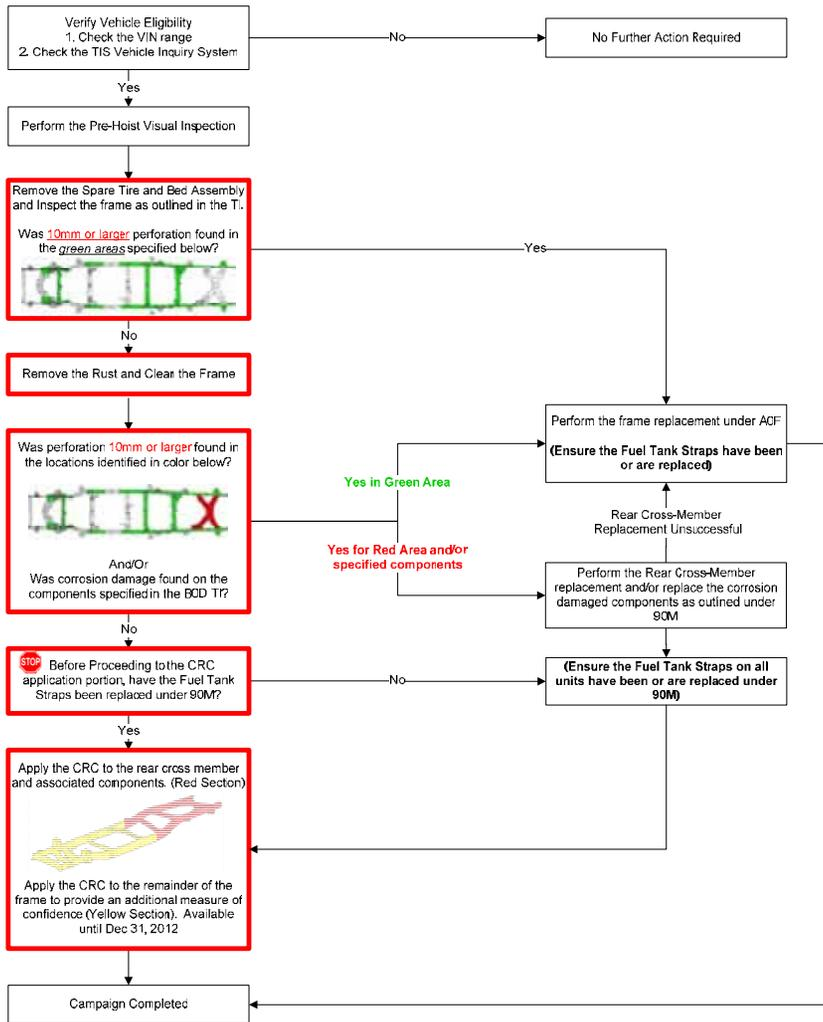 Verify Vehicle Eligibility
1. Check the VIN range
2. Check the TIS Vehicle Inquiry System
No
No Further Action Required
Yes
Perform the Pre-Hoist Visual Inspection
Remove the Spare Tire and Bed Assembly
and Inspect the frame as outlined in the TI.
Was 10mm or larger perforation found in
the green areas specified below?
Yes
No
Remove the Rust and Clean the Frame
Was perforation 10mm or larger found in
the locations identified in color below?
And/Or
Was corrosion damage found on the
components specified in the B0D TI?
Yes in Green Area
Yes for Red Area and/or
specified components
Perform the frame replacement under A0F
(Ensure the Fuel Tank Straps have been
or are replaced)
Rear Cross-Member
Replacement Unsuccessful
Perform the Rear Cross-Member
replacement and/or replace the corrosion
damaged components as outined under
90M
No
STOP Before Proceeding to the CRC
application portion, have the Fuel Tank
Straps been replaced under 90M?
No
(Ensure the Fuel Tank Straps on all
units have been or are replaced under
90M)
Yes
Apply the CRC to the rear cross member
and associated components. (Red Section)
Apply the CRC to the remainder of the
frame to provide an additional measure of
confidence (Yellow Section). Available
until Dec 31, 2012
Campaign Completed